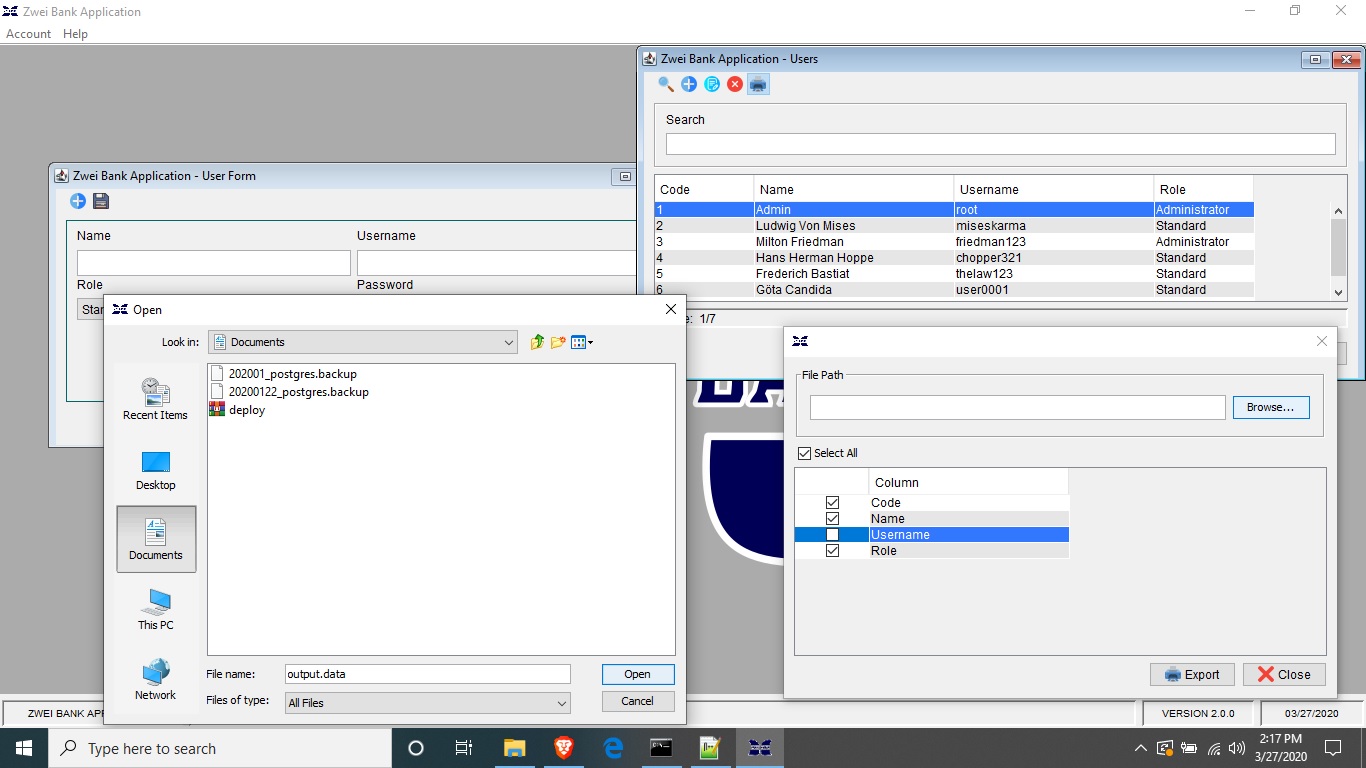 Zwei Bank Application
Account Help
Zwei Bank Application - Users
Search
Code Name Username Role
1 Admin root Administrator
2 Ludwig Von Mises miseskarma Standard
3 Milton Friedman friedman123 Administrator
4 Hans Herman Hoppe chopper321 Standard
5 Frederich Bastiat thelaw123 Standard
6 Göta Candida user0001 Standard
1/7
Zwei Bank Application - User Form
Name Username
Role Password
Open
Look in: Documents
202001_postgres.backup
20200122_postgres.backup
deploy
Recent Items
Desktop
Documents
This PC
Network
File name: output.data Open
Files of type: All Files Cancel
File Path
Browse...
Select All
Column
Code
Name
Username
Role
Export Close
ZWEI BANK VERSION 2.0.0 03/27/2020
Type here to search
2:17 PM
3/27/2020